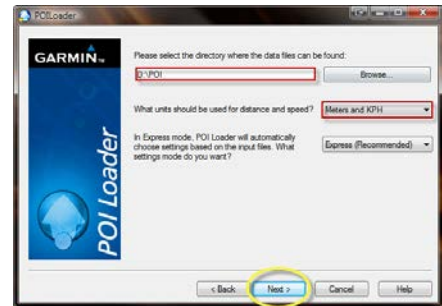 POILoader
GARMIN™
POI Loader
Please select the directory where the data files can be found:
D:\POI
Browse...
What units should be used for distance and speed?
Meters and KPH
In Express mode, POI Loader will automatically
choose settings based on the input files. What
settings mode do you want?
Express (Recommended)
< Back
Next >
Cancel
Help